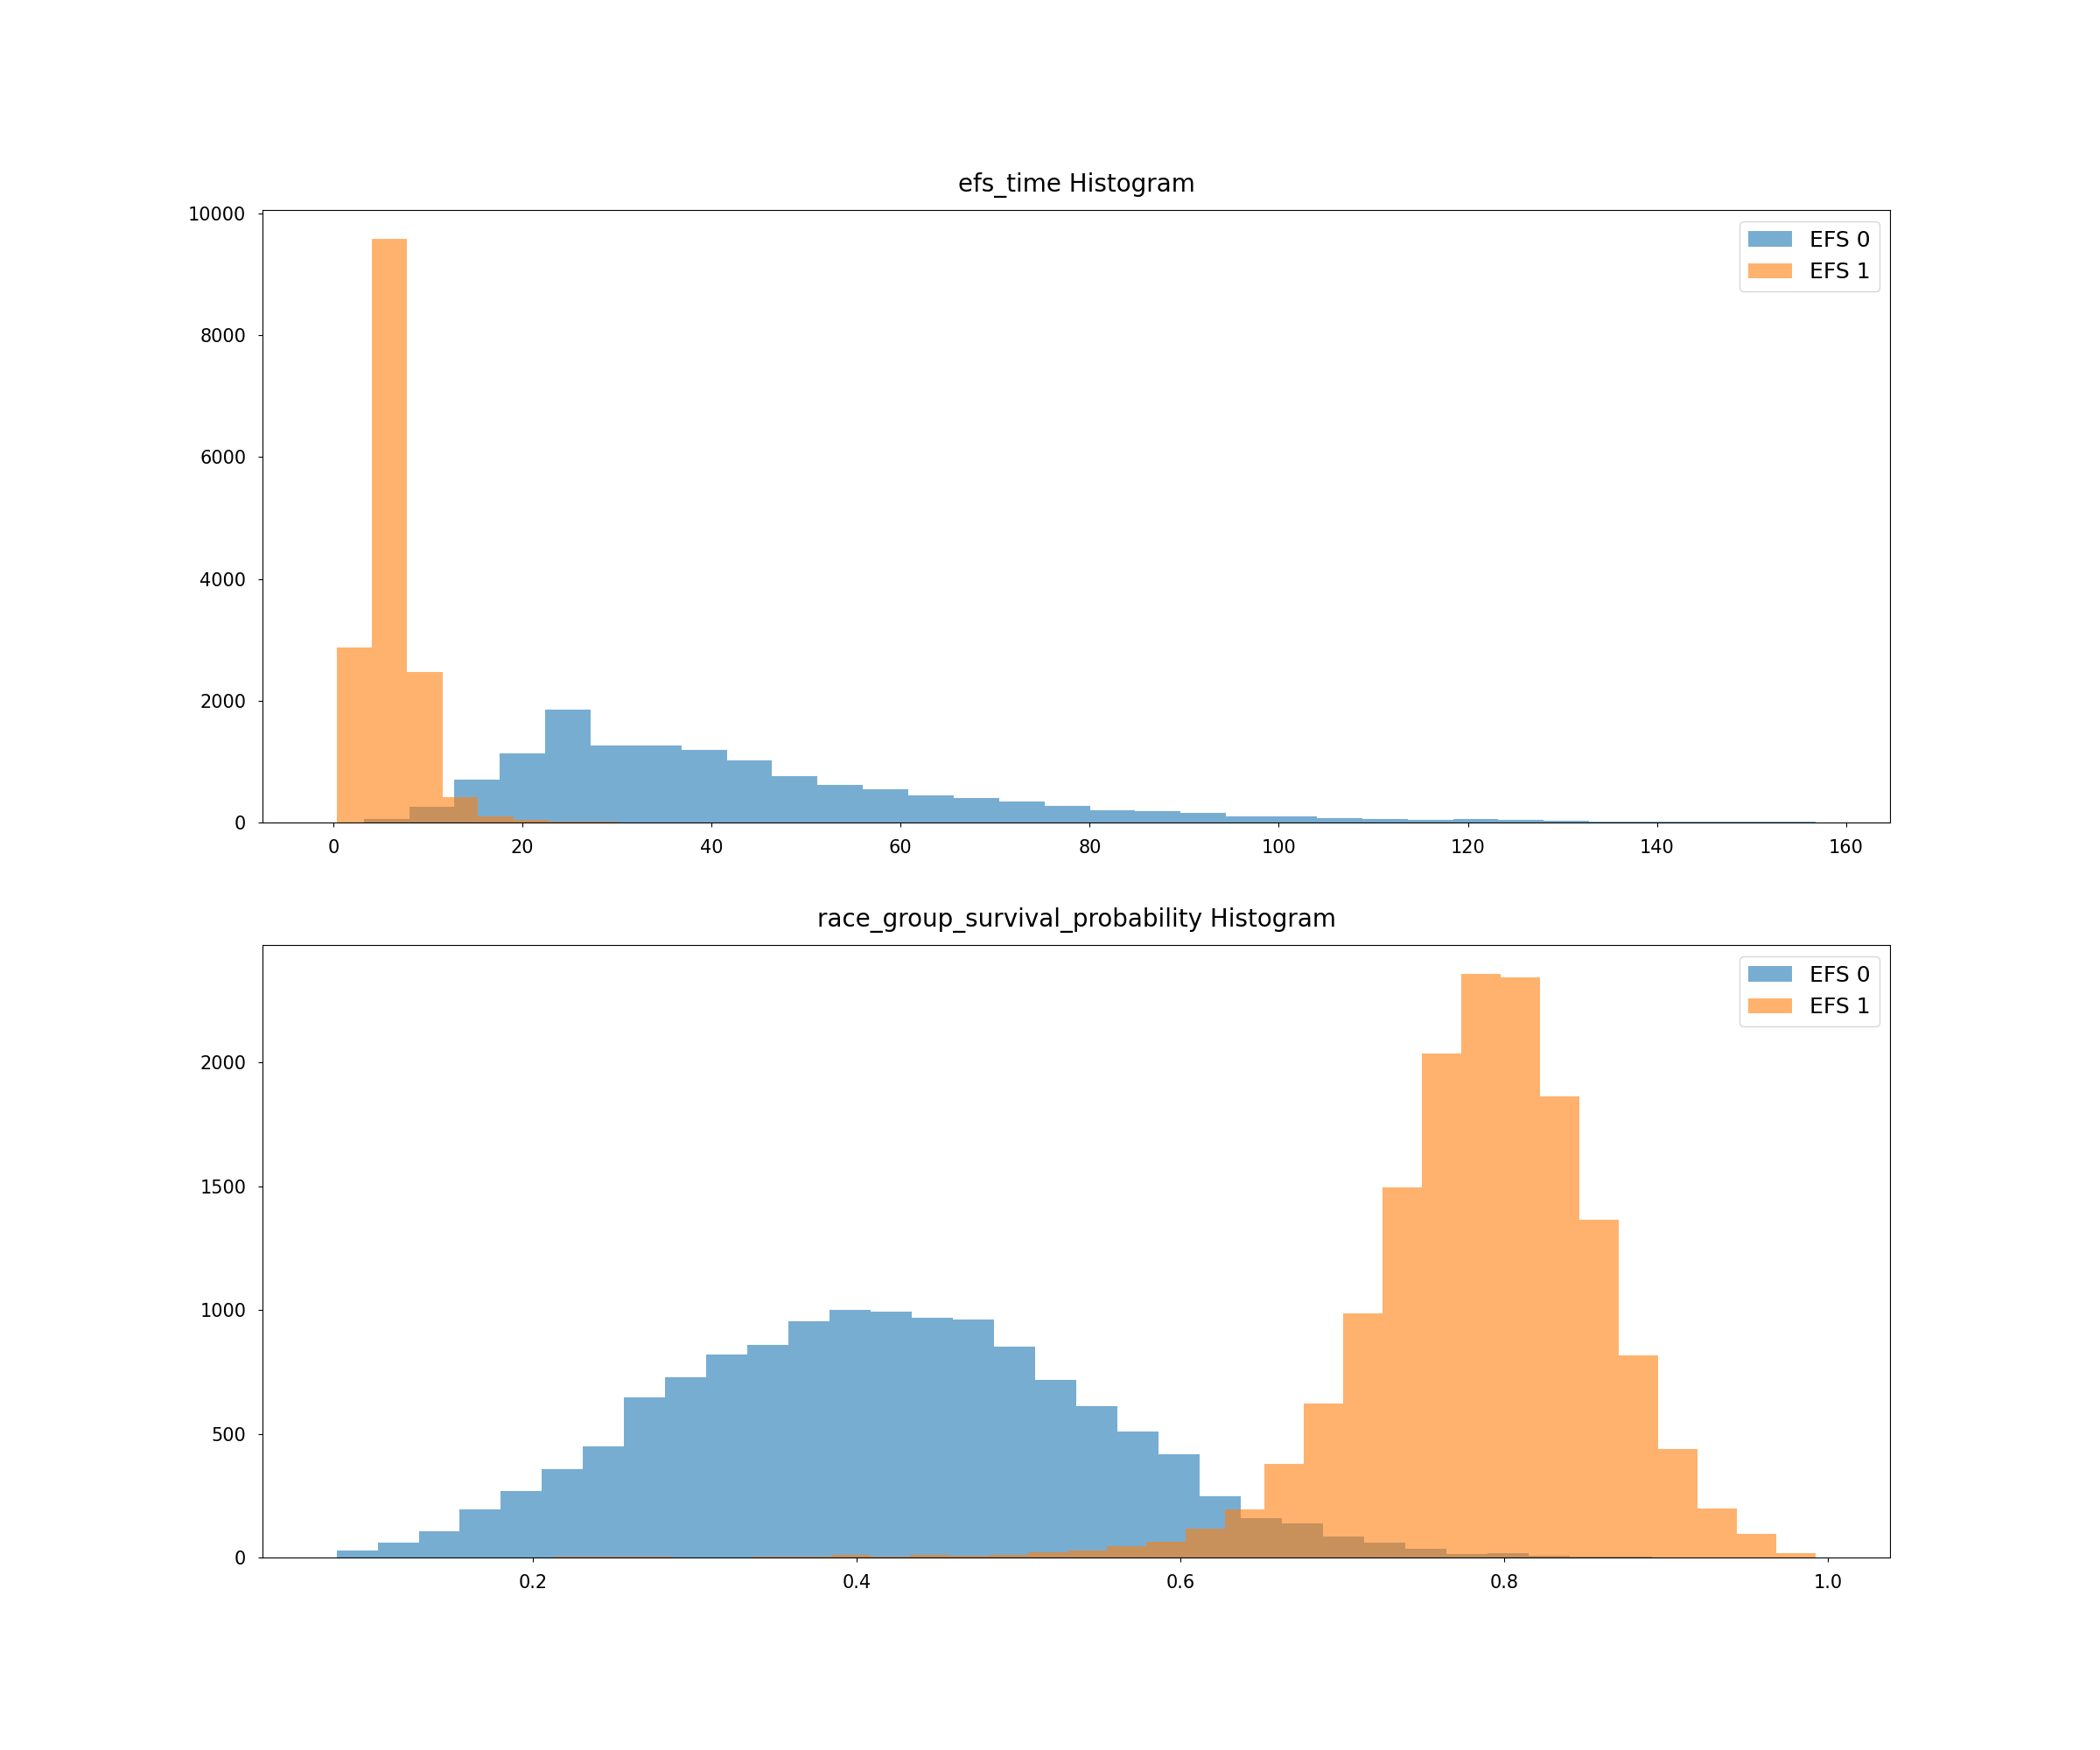 efs_time Histogram
10000
8000
6000
4000
2000
0
EFS 0
EFS 1
0 20 40 60 80 100 120 140 160
race_group_survival_probability Histogram
2000
1500
1000
500
0
EFS 0
EFS 1
0.2 0.4 0.6 0.8 1.0